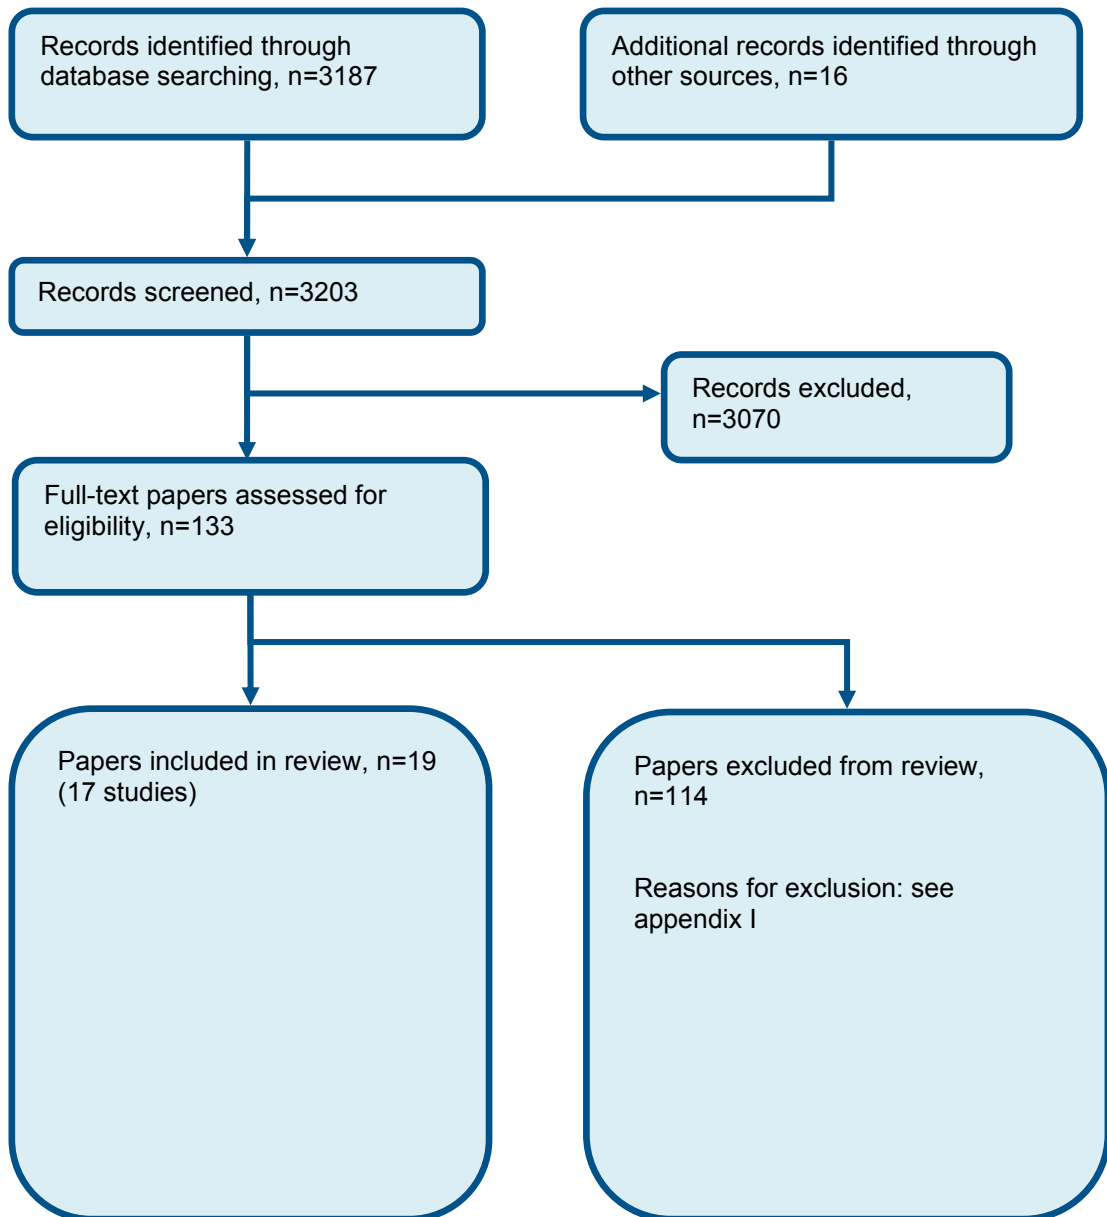 Records identified through
database searching, n=3187
Additional records identified through
other sources, n=16
Records screened, n=3203
Records excluded,
n=3070
Full-text papers assessed for
eligibility, n=133
Papers included in review, n=19
(17 studies)
Papers excluded from review,
n=114
Reasons for exclusion: see
appendix I